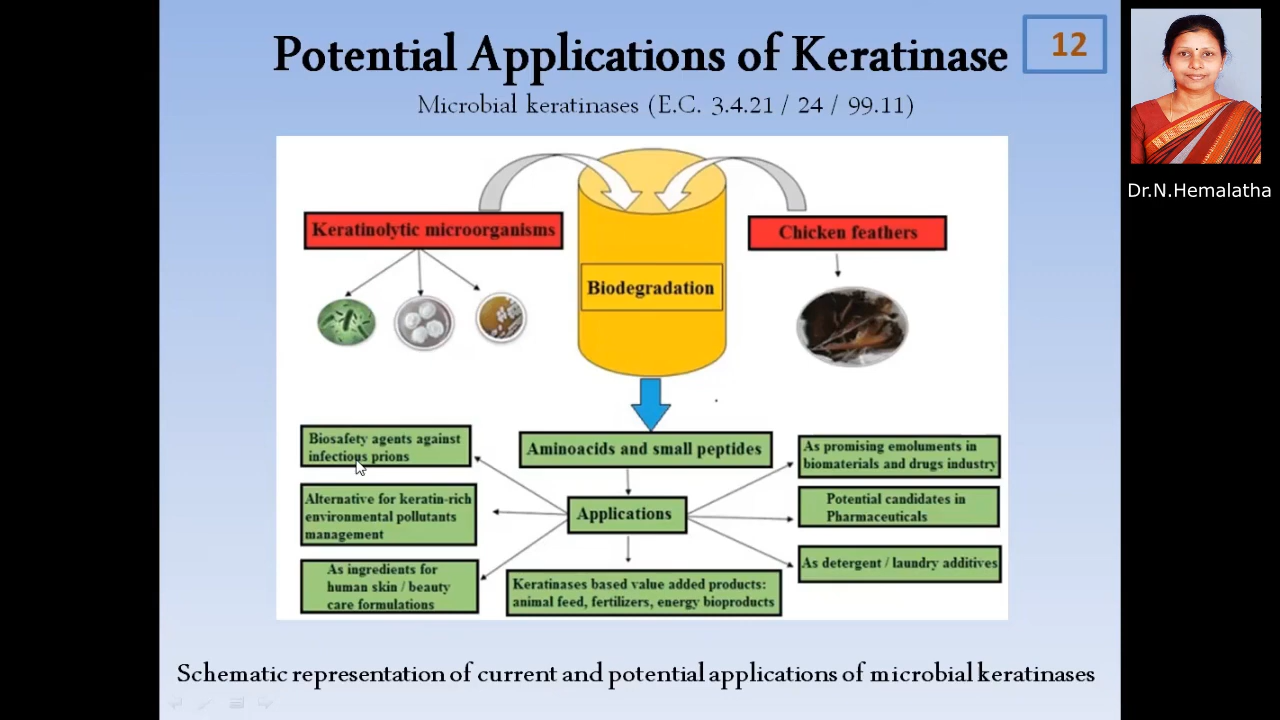 Potential Applications of Keratinase
12
Microbial keratinases (E.C. 3.4.21 / 24 / 99.11)
Dr.N.Hemalatha
Keratinolytic microorganisms
Chicken feathers
Biodegradation
Biosafety agents against
infectious prions
Aminoacids and small peptides
As promising emoluments in
biomaterials and drugs industry
Alternative for keratin-rich
environmental pollutants
management
Applications
Potential candidates in
Pharmaceuticals
As ingredients for
human skin / beauty
care formulations
Keratinases based value added products:
animal feed, fertilizers, energy bioproducts
As detergent / laundry additives
Schematic representation of current and potential applications of microbial keratinases